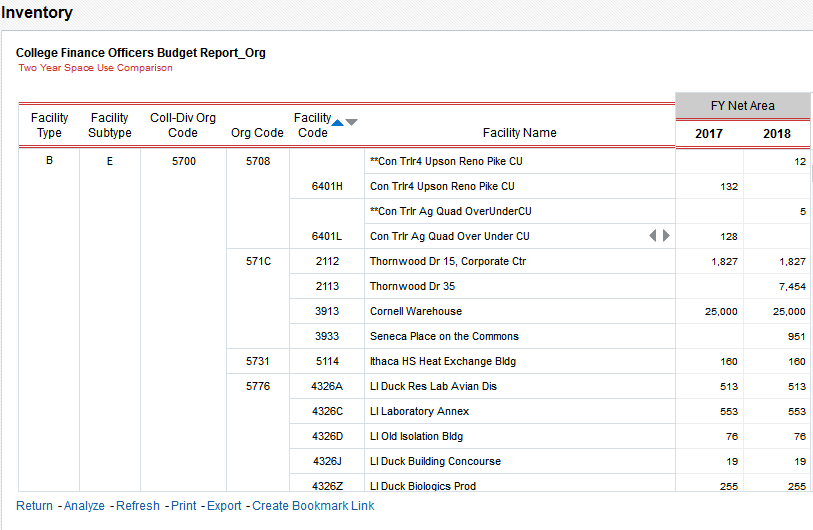 Inventory
College Finance Officers Budget Report_Org
Two Year Space Use Comparison
FY Net Area
Facility Type Facility Subtype Coll-Div Org Code Org Code Facility Code Facility Name 2017 2018
B E 5700 5708 **Con Trlr4 Upson Reno Pike CU 12
6401H Con Trlr4 Upson Reno Pike CU 132
**Con Trlr Ag Quad OverUnderCU 5
6401L Con Trlr Ag Quad Over Under CU 128
571C 2112 Thornwood Dr 15, Corporate Ctr 1,827 1,827
2113 Thornwood Dr 35 7,454
3913 Cornell Warehouse 25,000 25,000
3933 Seneca Place on the Commons 951
5731 5114 Ithaca HS Heat Exchange Bldg 160 160
5776 4326A LI Duck Res Lab Avian Dis 513 513
4326C LI Laboratory Annex 553 553
4326D LI Old Isolation Bldg 76 76
4326J LI Duck Building Concourse 19 19
4326Z LI Duck Biologics Prod 255 255
Return - Analyze - Refresh - Print - Export - Create Bookmark Link